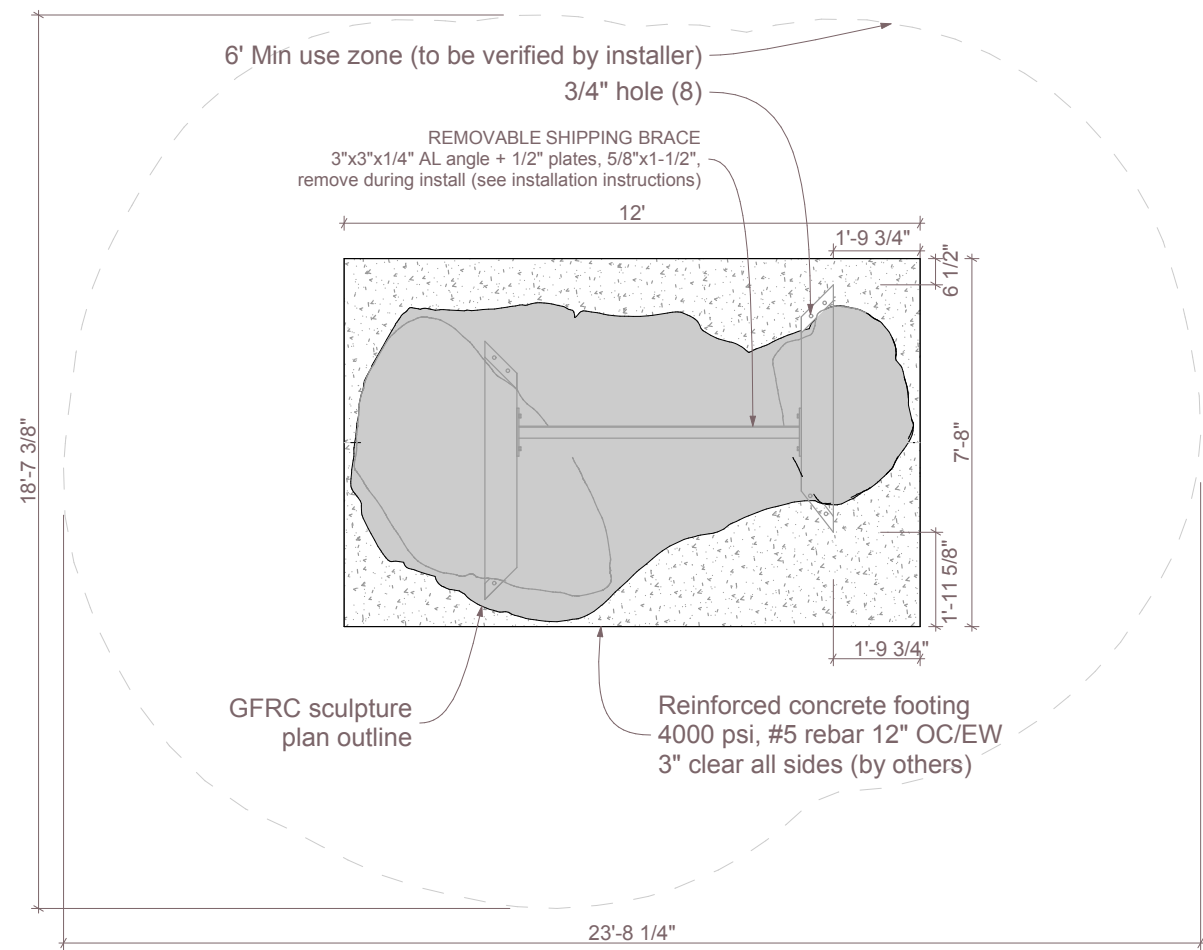 6' Min use zone (to be verified by installer)
3/4" hole (8)
REMOVABLE SHIPPING BRACE
3"x3"x1/4" AL angle + 1/2" plates, 5/8"x1-1/2",
remove during install (see installation instructions)
12'
1'-9 3/4"
6 1/2"
18'-7 3/8"
7'-8"
1'-11 5/8"
1'-9 3/4"
GFRC sculpture
plan outline
Reinforced concrete footing
4000 psi, #5 rebar 12" OC/EW
3" clear all sides (by others)
23'-8 1/4"